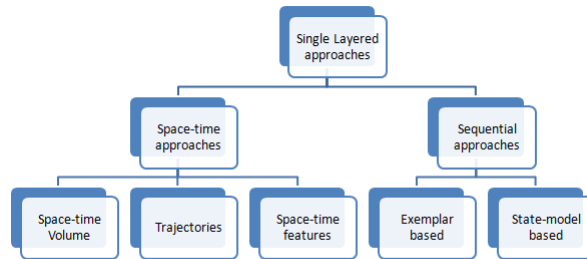 Single Layered
approaches
Space-time
approaches
Sequential
approaches
Space-time
Volume
Trajectories
Space-time
features
Exemplar
based
State-model
based